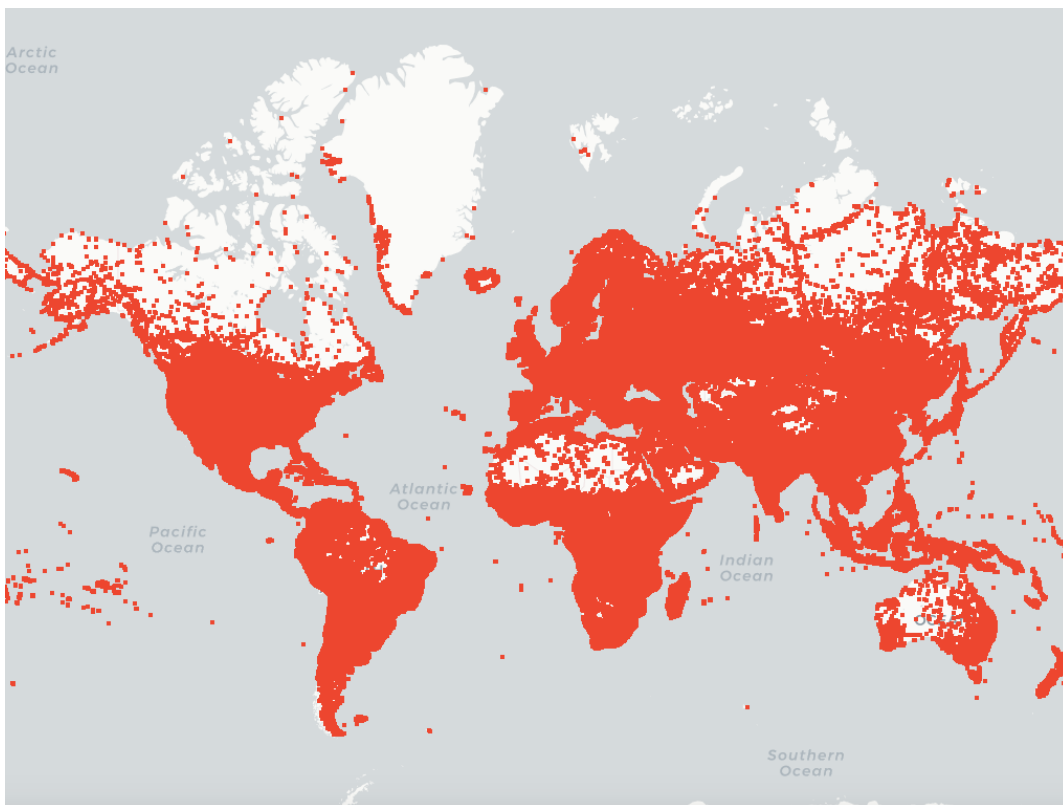 Arctic
Ocean
Atlantic
Ocean
Pacific
Ocean
Indian
Ocean
Southern
Ocean